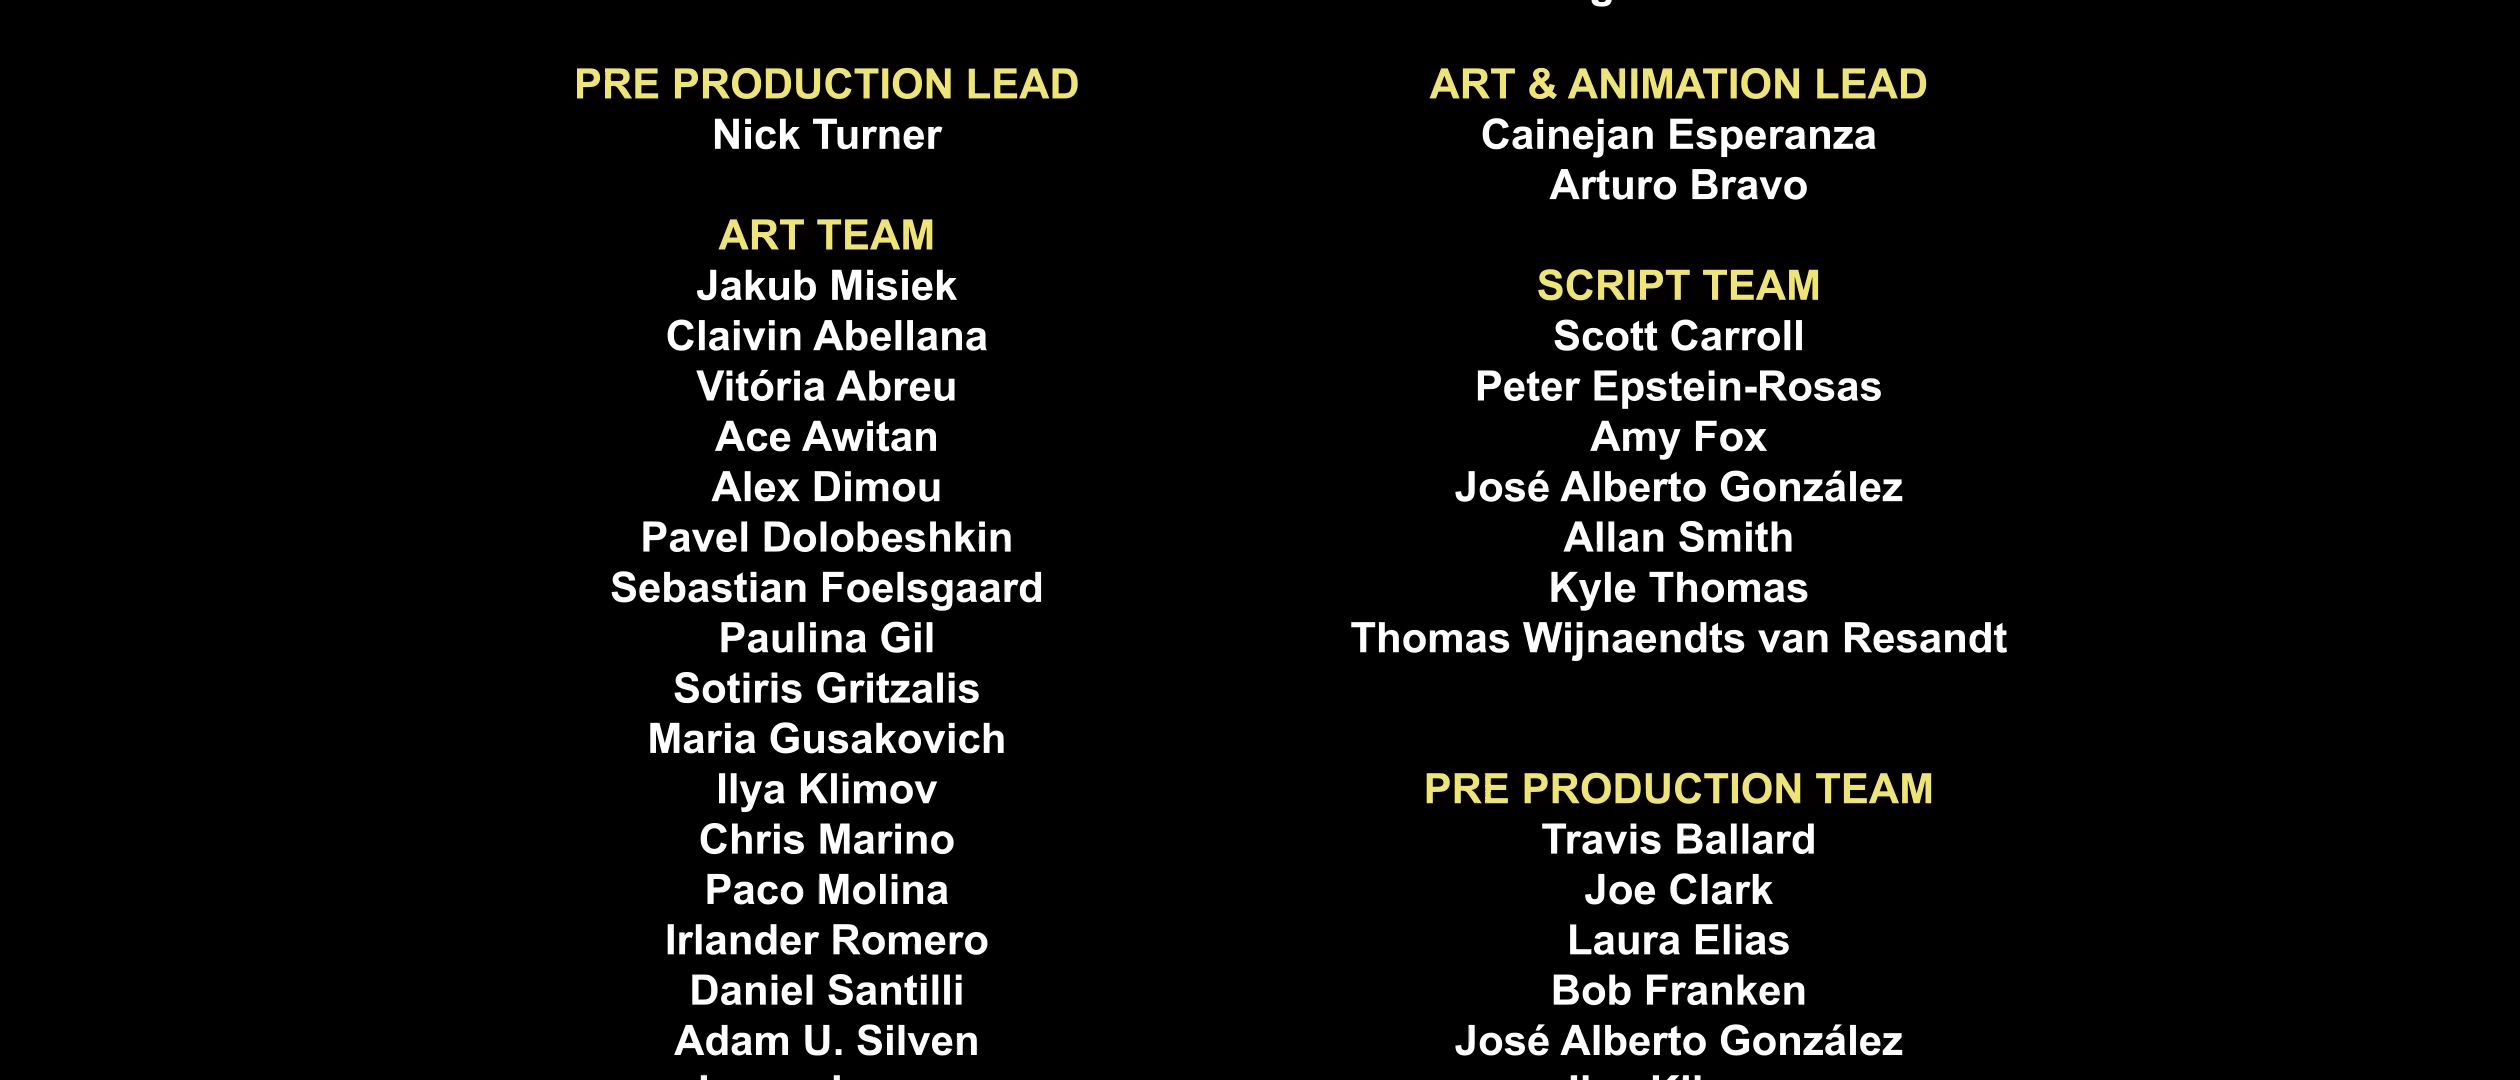 PRE PRODUCTION LEAD
Nick Turner
ART TEAM
Jakub Misiek
Claivin Abellana
Vitória Abreu
Ace Awitan
Alex Dimou
Pavel Dolobeshkin
Sebastian Foelsgaard
Paulina Gil
Sotiris Gritzalis
Maria Gusakovich
Ilya Klimov
Chris Marino
Paco Molina
Irlander Romero
Daniel Santilli
Adam U. Silven
ART & ANIMATION LEAD
Cainejan Esperanza
Arturo Bravo
SCRIPT TEAM
Scott Carroll
Peter Epstein-Rosas
Amy Fox
José Alberto González
Allan Smith
Kyle Thomas
Thomas Wijnaendts van Resandt
PRE PRODUCTION TEAM
Travis Ballard
Joe Clark
Laura Elias
Bob Franken
José Alberto González